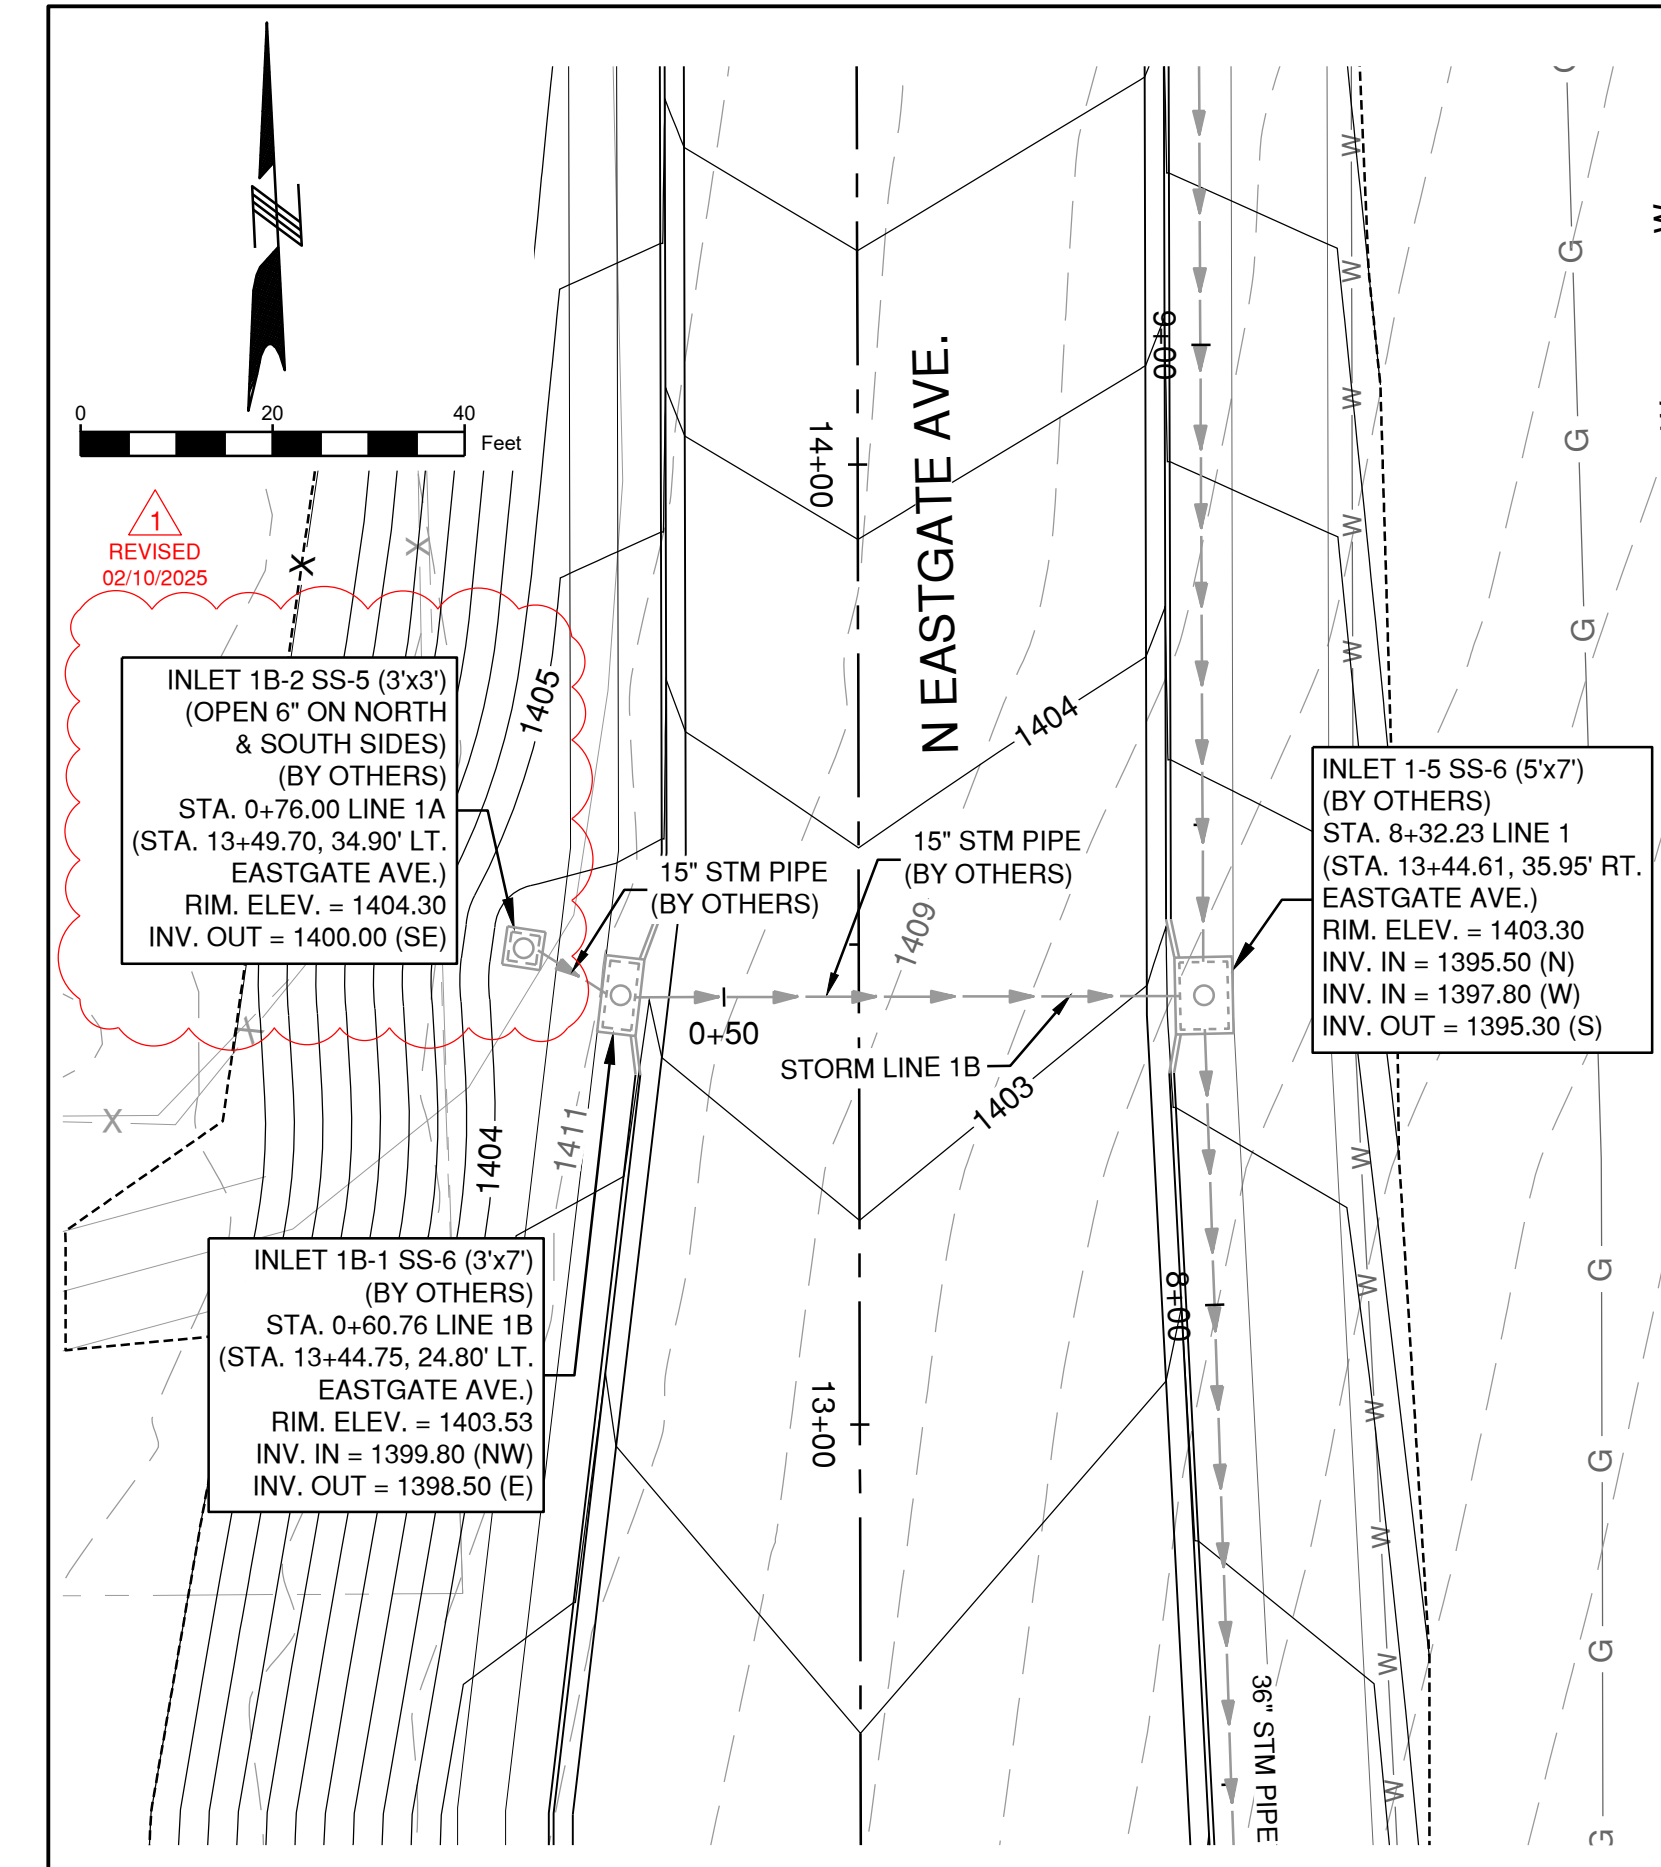 0 20 40
Feet
1
REVISED
02/10/2025
X
X
INLET 1B-2 SS-5 (3'x3')
(OPEN 6" ON NORTH
& SOUTH SIDES)
(BY OTHERS)
STA. 0+76.00 LINE 1A
(STA. 13+49.70, 34.90' LT.
EASTGATE AVE.)
RIM. ELEV. = 1404.30
INV. OUT = 1400.00 (SE)
1405
15" STM PIPE
(BY OTHERS)
15" STM PIPE
(BY OTHERS)
14+00
N EASTGATE AVE.
9+00
1404
1409
INLET 1-5 SS-6 (5'x7')
(BY OTHERS)
STA. 8+32.23 LINE 1
(STA. 13+44.61, 35.95' RT.
EASTGATE AVE.)
RIM. ELEV. = 1403.30
INV. IN = 1395.50 (N)
INV. IN = 1397.80 (W)
INV. OUT = 1395.30 (S)
0+50
STORM LINE 1B
1403
X
X
1404
1411
INLET 1B-1 SS-6 (3'x7')
(BY OTHERS)
STA. 0+60.76 LINE 1B
(STA. 13+44.75, 24.80' LT.
EASTGATE AVE.)
RIM. ELEV. = 1403.53
INV. IN = 1399.80 (NW)
INV. OUT = 1398.50 (E)
13+00
8+00
36" STM PIPE
W
W
W
W
W
W
W
W
W
W
W
W
G
G
G
G
G
G